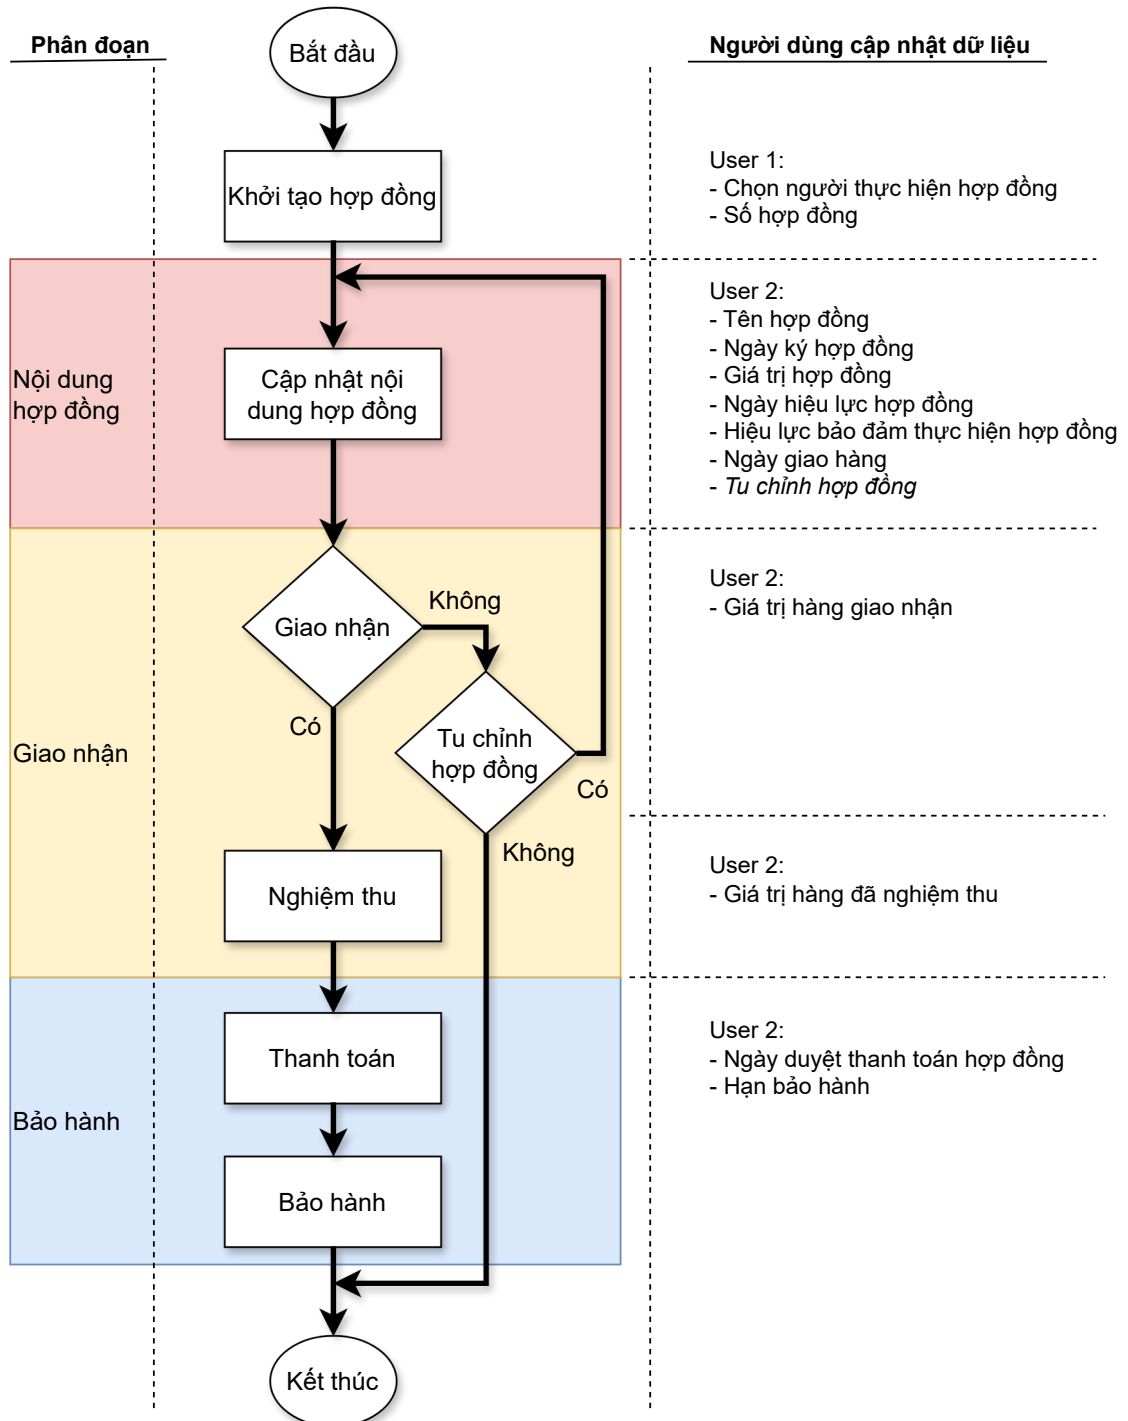 Phân đoạn
Bắt đầu
Người dùng cập nhật dữ liệu
Khởi tạo hợp đồng
User 1:
- Chọn người thực hiện hợp đồng
- Số hợp đồng
Nội dung
hợp đồng
Cập nhật nội
dung hợp đồng
User 2:
- Tên hợp đồng
- Ngày ký hợp đồng
- Giá trị hợp đồng
- Ngày hiệu lực hợp đồng
- Hiệu lực bảo đảm thực hiện hợp đồng
- Ngày giao hàng
- Tu chỉnh hợp đồng
Giao nhận
Giao nhận
Không
Có
Tu chỉnh
hợp đồng
Có
Không
User 2:
- Giá trị hàng giao nhận
Nghiệm thu
User 2:
- Giá trị hàng đã nghiệm thu
Bảo hành
Thanh toán
Bảo hành
User 2:
- Ngày duyệt thanh toán hợp đồng
- Hạn bảo hành
Kết thúc